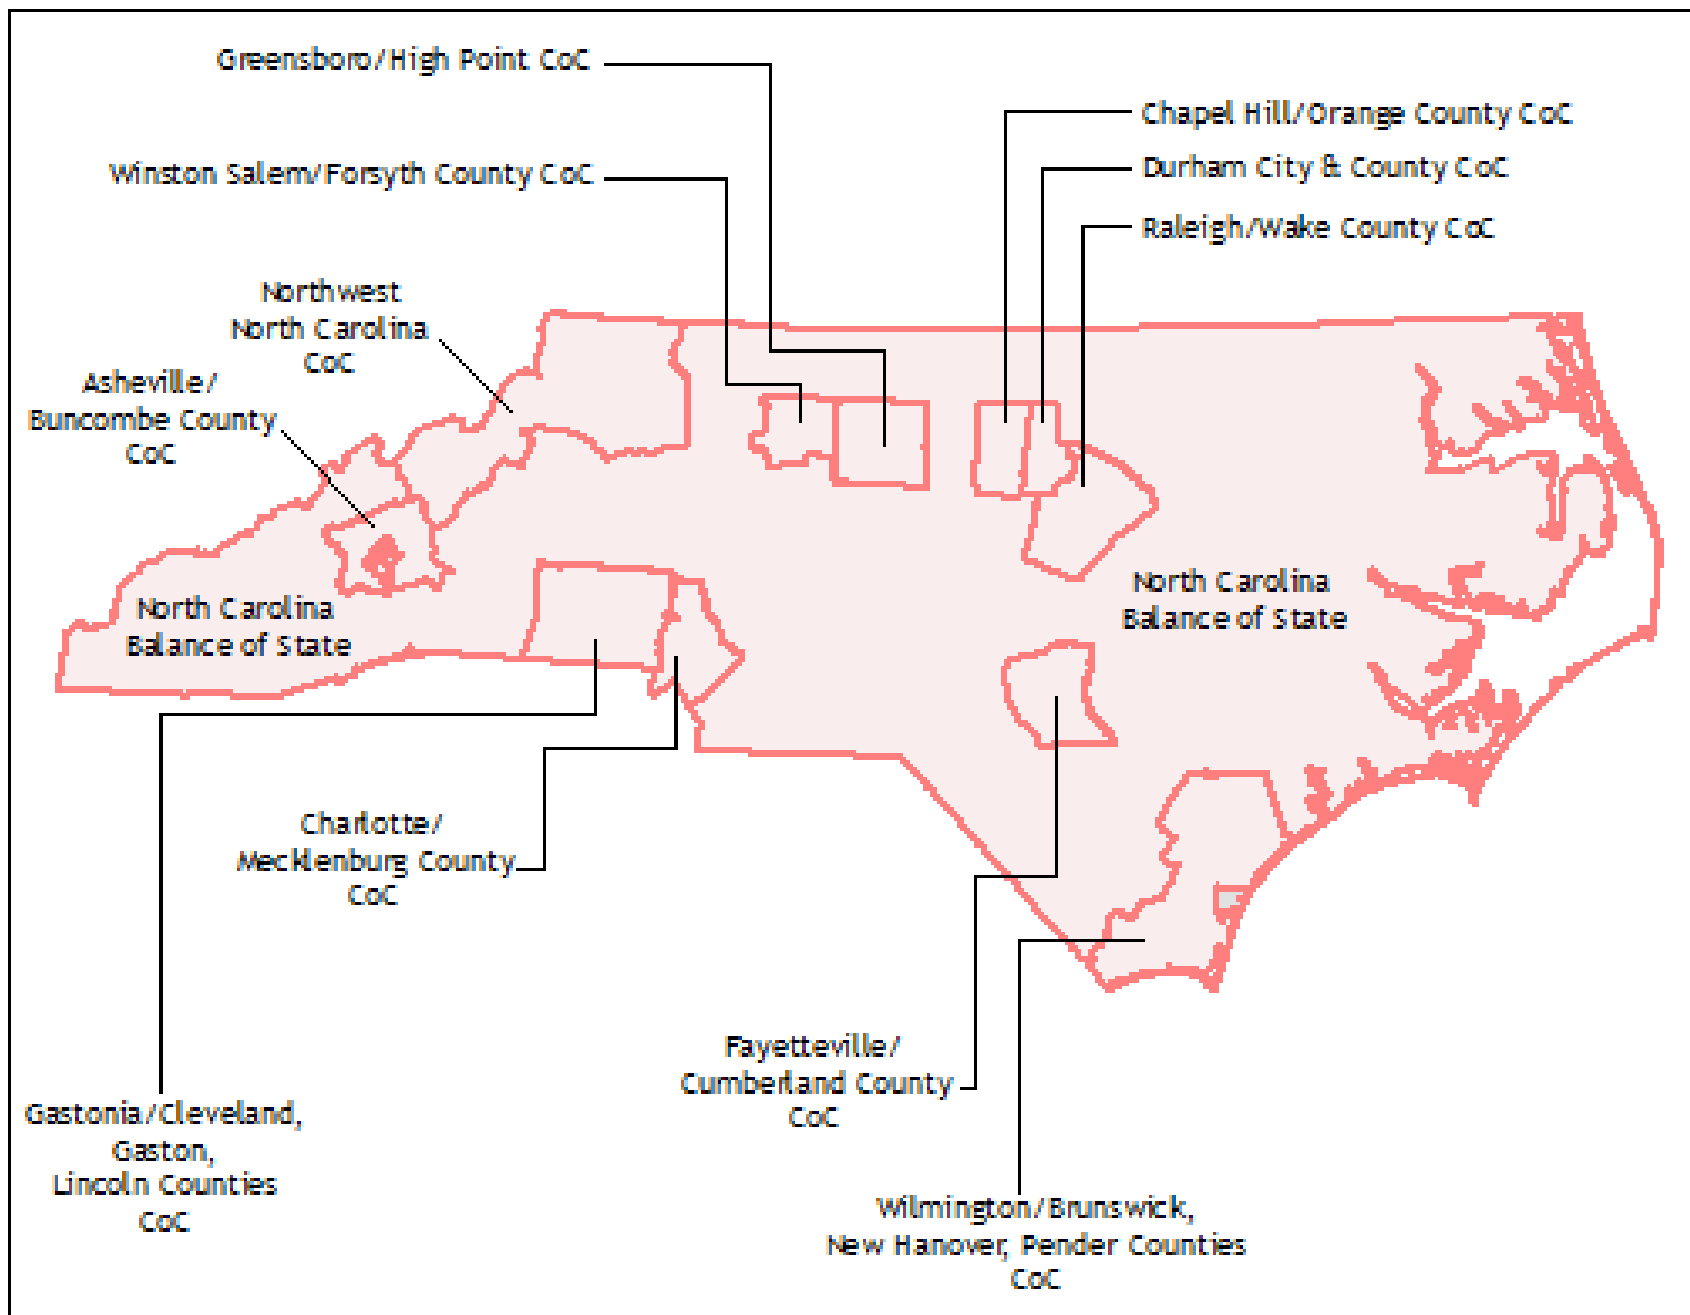 Greensboro/High Point CoC
Chapel Hill/Orange County CoC
Winston Salem/Forsyth County CoC
Durham City & County CoC
Raleigh/Wake County CoC
Northwest
North Carolina
CoC
Asheville/
Buncombe County
CoC
North Carolina
Balance of State
North Carolina
Balance of State
Charlotte/
Mecklenburg County
CoC
Fayetteville/
Cumberland County
CoC
Gastonia/Cleveland,
Gaston,
Lincoln Counties
CoC
Wilmington/Brunswick,
New Hanover, Pender Counties
CoC